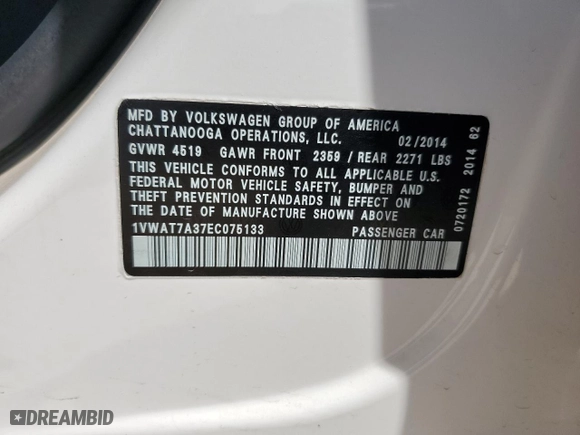 MFD BY VOLKSWAGEN GROUP OF AMERICA
CHATTANOOGA OPERATIONS, LLC. 02/2014
GVWR 4519 GAWR FRONT 2359 / REAR 2271 LBS
THIS VEHICLE CONFORMS TO ALL APPLICABLE U.S.
FEDERAL MOTOR VEHICLE SAFETY, BUMPER AND
THEFT PREVENTION STANDARDS IN EFFECT ON
DATE OF MANUFACTURE SHOWN ABOVE
1VWAT7A37EC075133 PASSENGER CAR
0720172 2014 62
DREAMBID